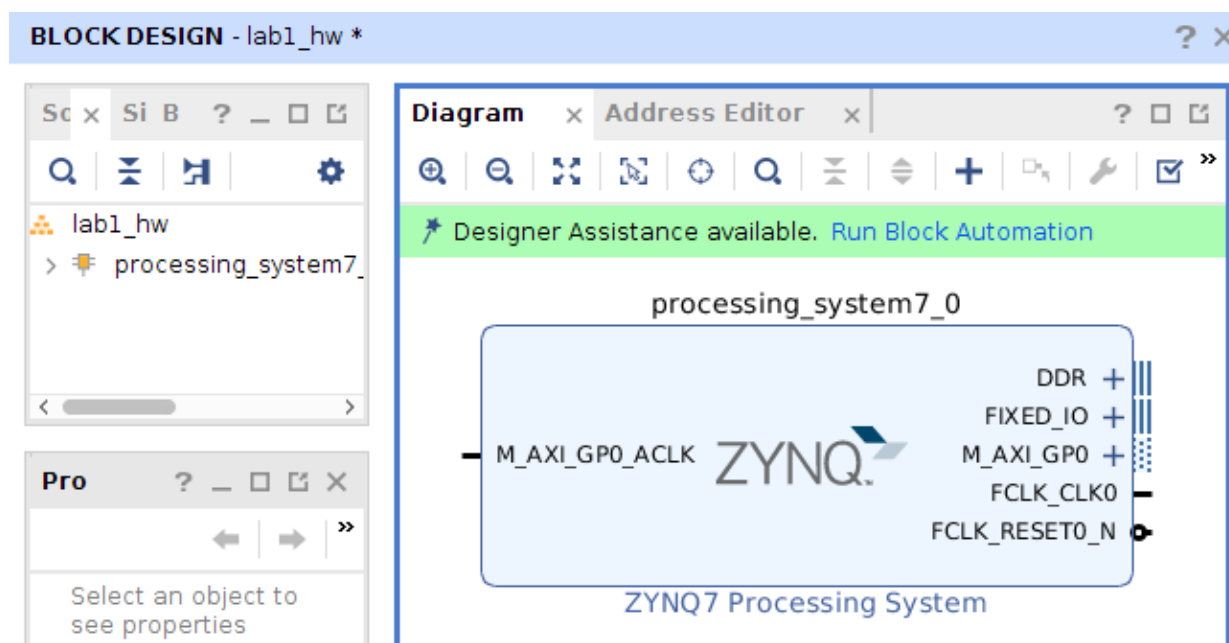 BLOCK DESIGN - lab1_hw *
Sc Si B
lab1_hw
processing_system7_
Pro
Select an object to
see properties
Diagram Address Editor
Designer Assistance available. Run Block Automation
processing_system7_0
DDR
FIXED_IO
M_AXI_GP0_ACLK ZYNQ M_AXI_GP0
FCLK_CLK0
FCLK_RESET0_N
ZYNQ7 Processing System